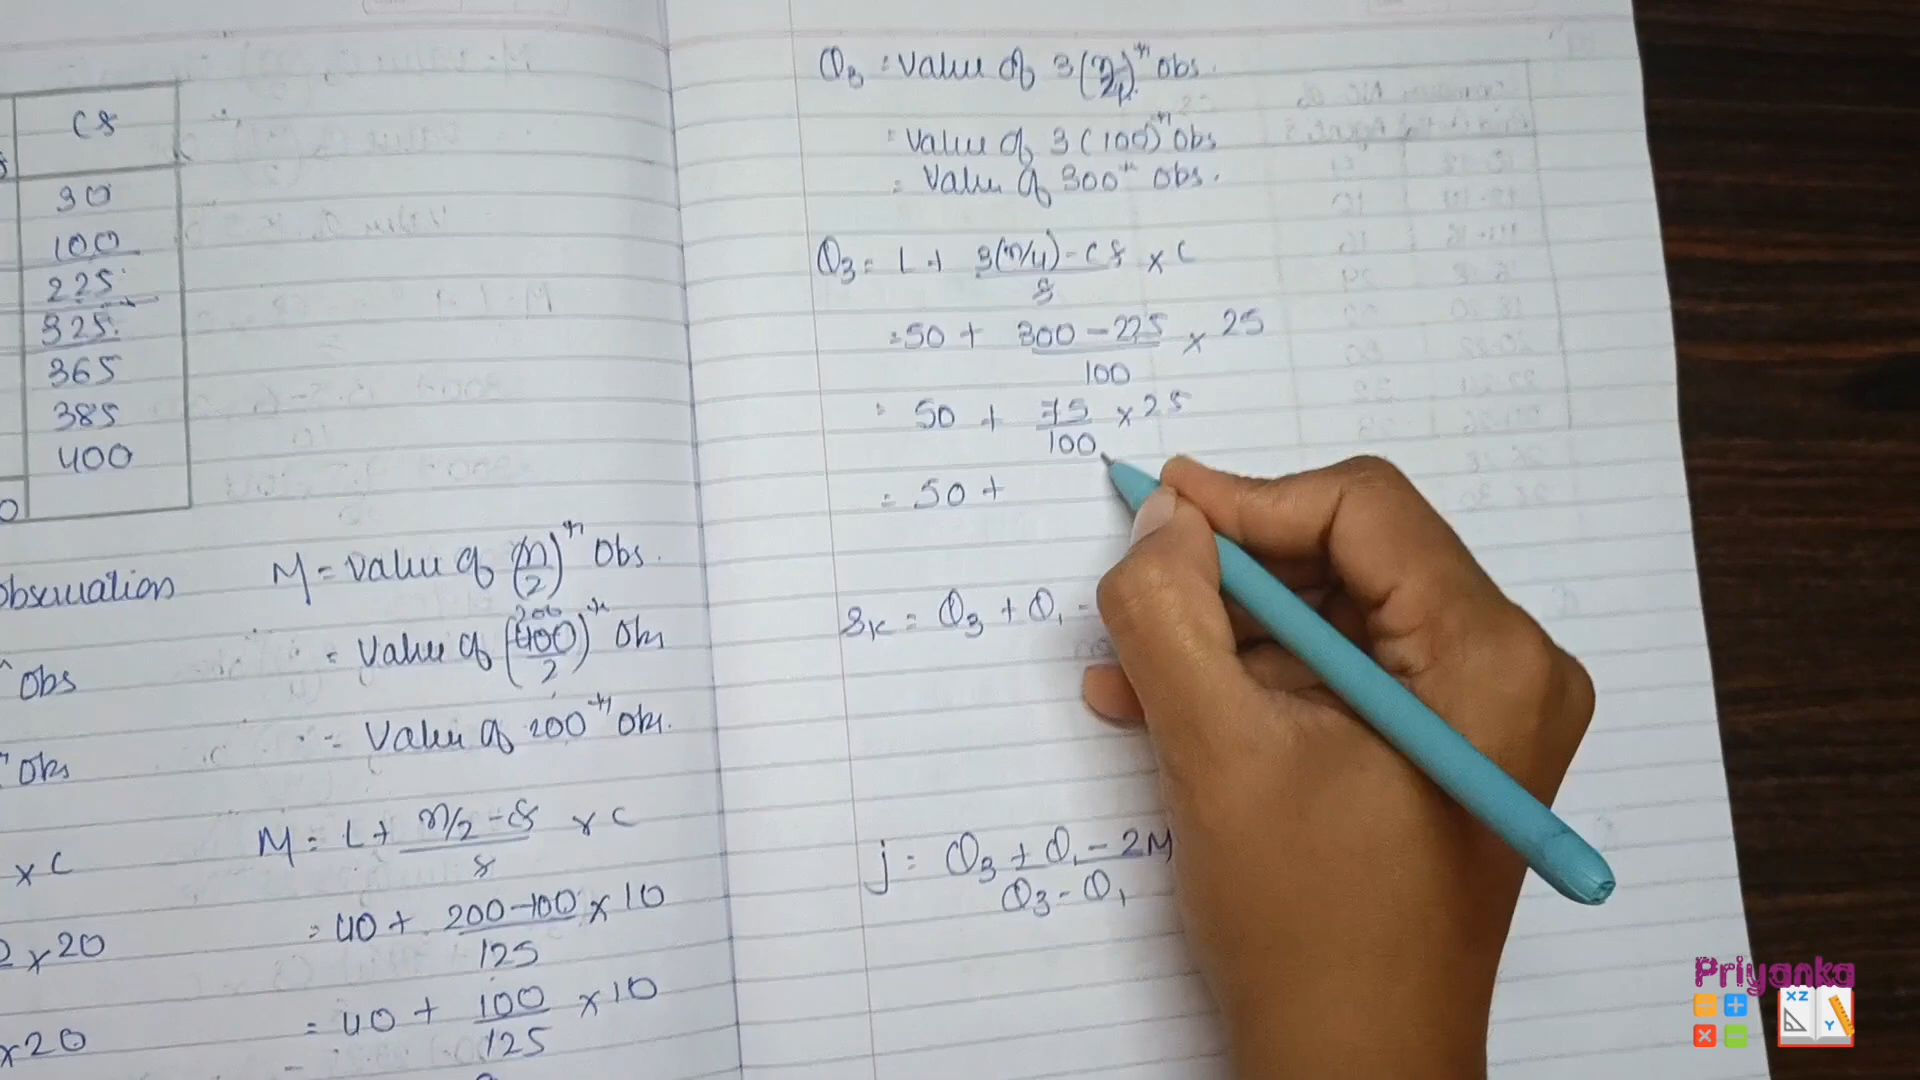 cf
30
100
225
325
365
385
400
0
observation
Obs
Obs
x C
x 20
x 20
M = Value of (n/2)th Obs.
200
= Value of (400/2)th Obs
= Value of 200th Obs.
M = L + n/2 - cf / f x C
= 40 + 200-100 / 125 x 10
= 40 + 100 / 125 x 10
Q3 = Value of 3(n/4)th obs.
= Value of 3(100)th Obs
= Value of 300th Obs.
Q3 = L + 3(n/4) - cf / f x C
= 50 + 300 - 225 / 100 x 25
= 50 + 75 / 100 x 25
= 50 +
Sk = Q3 + Q1 -
j = Q3 + Q1 - 2M
Q3 - Q1
Priyanka
XZ
Y